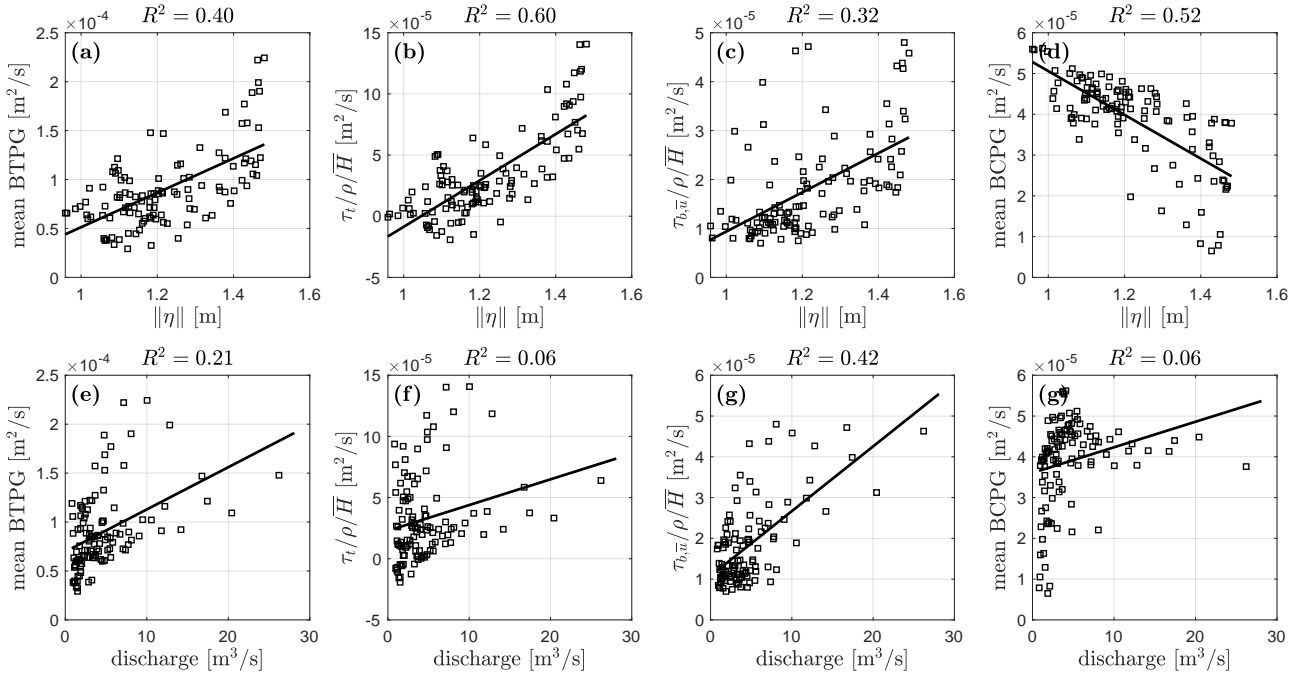 ×10⁻⁴ R² = 0.40
(a)
mean BTPG [m²/s]
2.5
2
1.5
1
0.5
0
1 1.2 1.4 1.6
‖η‖ [m]
×10⁻⁵ R² = 0.60
(b)
τ_t/ρ/H̅ [m²/s]
15
10
5
0
-5
1 1.2 1.4 1.6
‖η‖ [m]
×10⁻⁵ R² = 0.32
(c)
τ_{b,u̅}/ρ/H̅ [m²/s]
5
4
3
2
1
0
1 1.2 1.4 1.6
‖η‖ [m]
×10⁻⁵ R² = 0.52
(d)
mean BCPG [m²/s]
6
5
4
3
2
1
0
1 1.2 1.4 1.6
‖η‖ [m]
×10⁻⁴ R² = 0.21
(e)
mean BTPG [m²/s]
2.5
2
1.5
1
0.5
0
0 10 20 30
discharge [m³/s]
×10⁻⁵ R² = 0.06
(f)
τ_t/ρ/H̅ [m²/s]
15
10
5
0
-5
0 10 20 30
discharge [m³/s]
×10⁻⁵ R² = 0.42
(g)
τ_{b,u̅}/ρ/H̅ [m²/s]
6
5
4
3
2
1
0
0 10 20 30
discharge [m³/s]
×10⁻⁵ R² = 0.06
(g)
mean BCPG [m²/s]
6
5
4
3
2
1
0
0 10 20 30
discharge [m³/s]